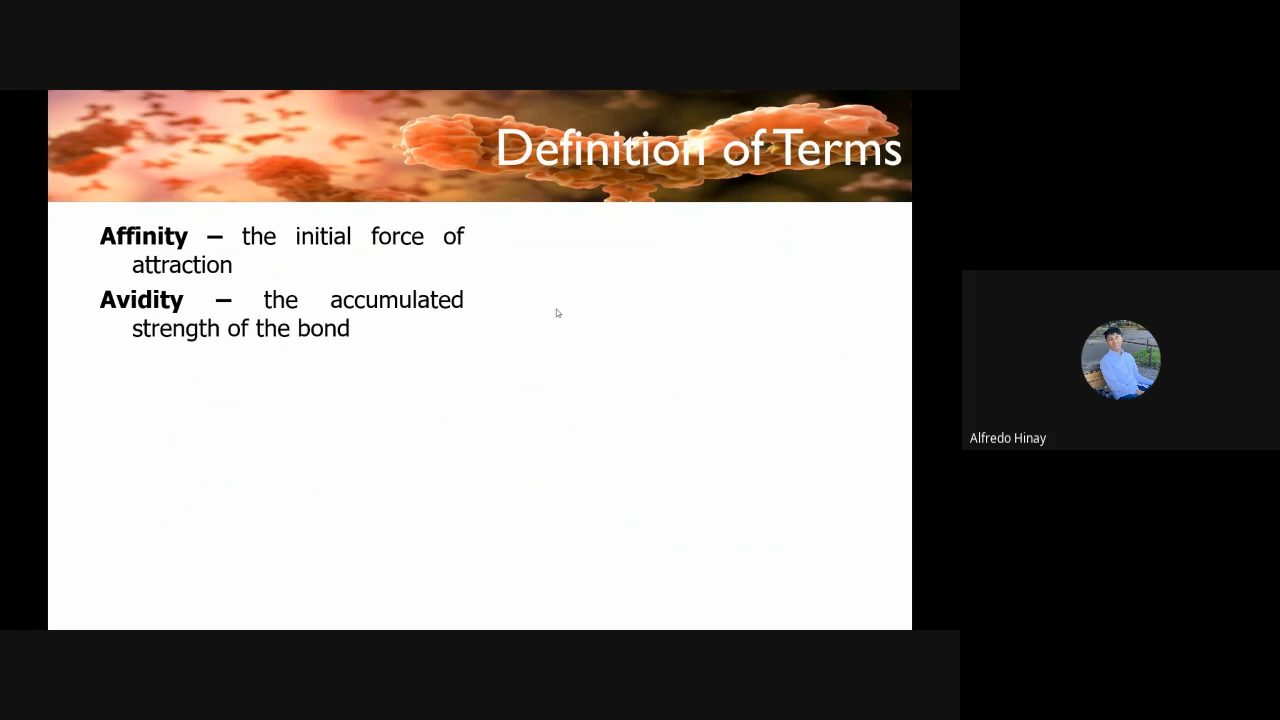 Definition of Terms
Affinity – the initial force of
attraction
Avidity – the accumulated
strength of the bond
Alfredo Hinay